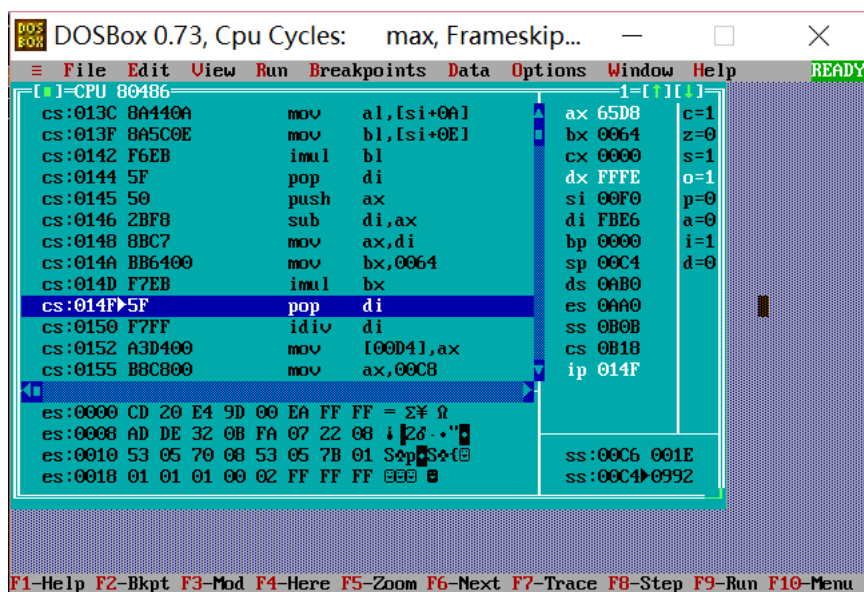 DOS BOX DOSBox 0.73, Cpu Cycles: max, Frameskip...
≡ File Edit View Run Breakpoints Data Options Window Help READY
[■]=CPU 80486 1=[↑][↓]
cs:013C 8A440A mov al,[si+0A] ax 65D8 c=1
cs:013F 8A5C0E mov bl,[si+0E] bx 0064 z=0
cs:0142 F6EB imul bl cx 0000 s=1
cs:0144 5F pop di dx FFFE o=1
cs:0145 50 push ax si 00F0 p=0
cs:0146 2BF8 sub di,ax di FBE6 a=0
cs:0148 8BC7 mov ax,di bp 0000 i=1
cs:014A BB6400 mov bx,0064 sp 00C4 d=0
cs:014D F7EB imul bx ds 0AB0
cs:014F►5F pop di es 0AA0
cs:0150 F7FF idiv di ss 0B0B
cs:0152 A3D400 mov [00D4],ax cs 0B18
cs:0155 B8C800 mov ax,00C8 ip 014F
es:0000 CD 20 E4 9D 00 EA FF FF = Σ¥ Ω
es:0008 AD DE 32 0B FA 07 22 08
es:0010 53 05 70 08 53 05 7B 01 S♣p◘S♣{☺ ss:00C6 001E
es:0018 01 01 01 00 02 FF FF FF ☺☺☺ ☻ ss:00C4►0992
F1-Help F2-Bkpt F3-Mod F4-Here F5-Zoom F6-Next F7-Trace F8-Step F9-Run F10-Menu